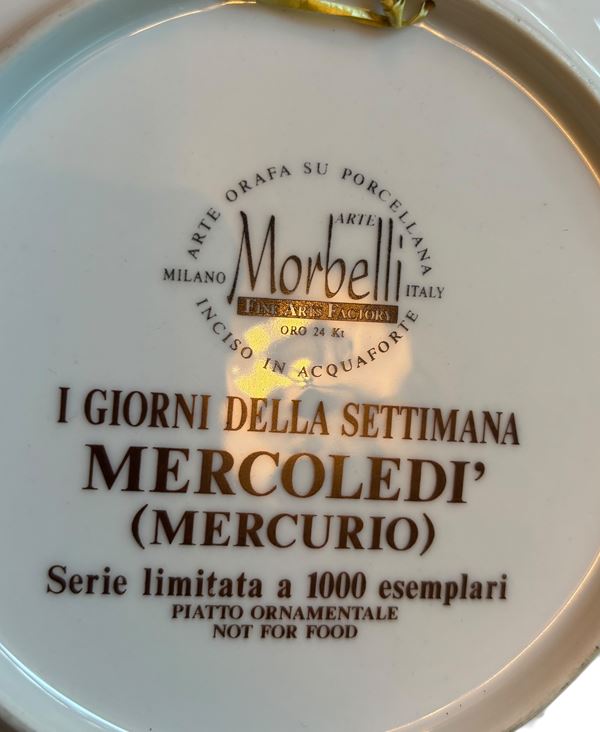 ARTE ORAFA SU PORCELLANA
ARTE
Morbelli
MILANO
ITALY
FINE ARTS FACTORY
ORO 24 Kt
INCISO IN ACQUAFORTE
I GIORNI DELLA SETTIMANA
MERCOLEDI’
(MERCURIO)
Serie limitata a 1000 esemplari
PIATTO ORNAMENTALE
NOT FOR FOOD